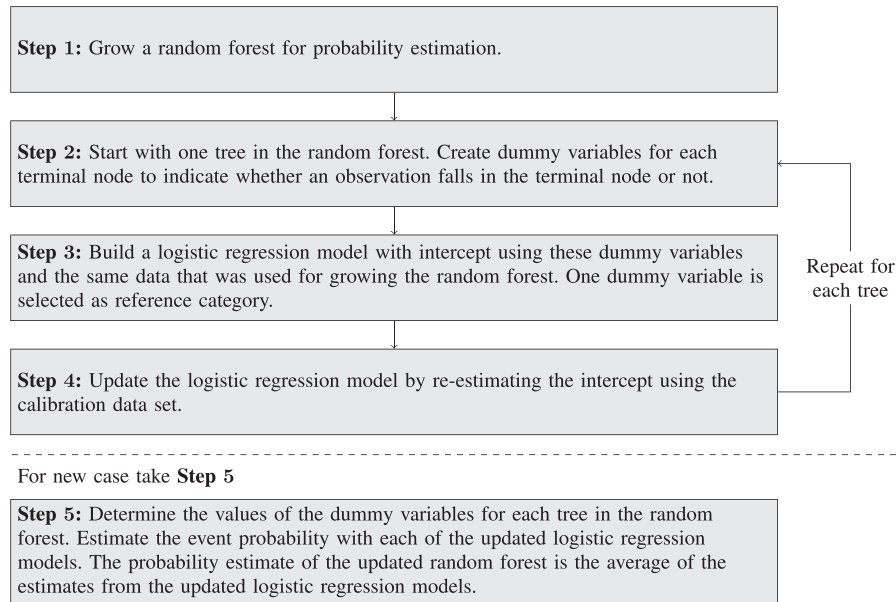 Step 1: Grow a random forest for probability estimation.
Step 2: Start with one tree in the random forest. Create dummy variables for each
terminal node to indicate whether an observation falls in the terminal node or not.
Step 3: Build a logistic regression model with intercept using these dummy variables
and the same data that was used for growing the random forest. One dummy variable is
selected as reference category.
Repeat for
each tree
Step 4: Update the logistic regression model by re-estimating the intercept using the
calibration data set.
For new case take Step 5
Step 5: Determine the values of the dummy variables for each tree in the random
forest. Estimate the event probability with each of the updated logistic regression
models. The probability estimate of the updated random forest is the average of the
estimates from the updated logistic regression models.